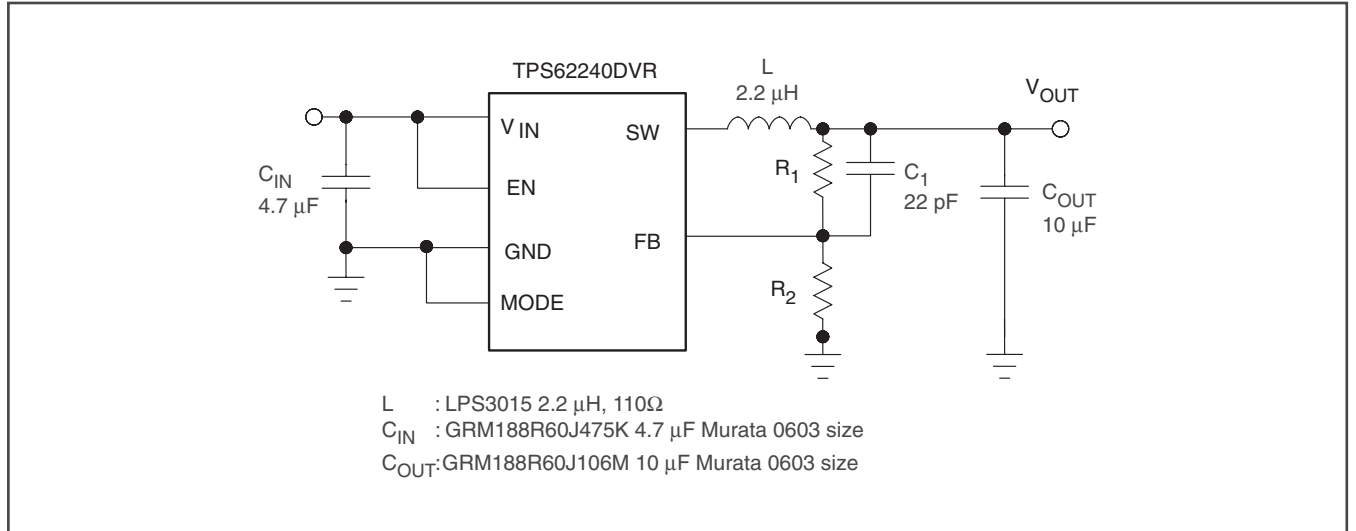 TPS62240DVR
L
2.2 μH
VOUT
VIN
SW
CIN
4.7 μF
EN
R1
C1
22 pF
COUT
10 μF
GND
FB
MODE
R2
L : LPS3015 2.2 μH, 110Ω
CIN : GRM188R60J475K 4.7 μF Murata 0603 size
COUT:GRM188R60J106M 10 μF Murata 0603 size